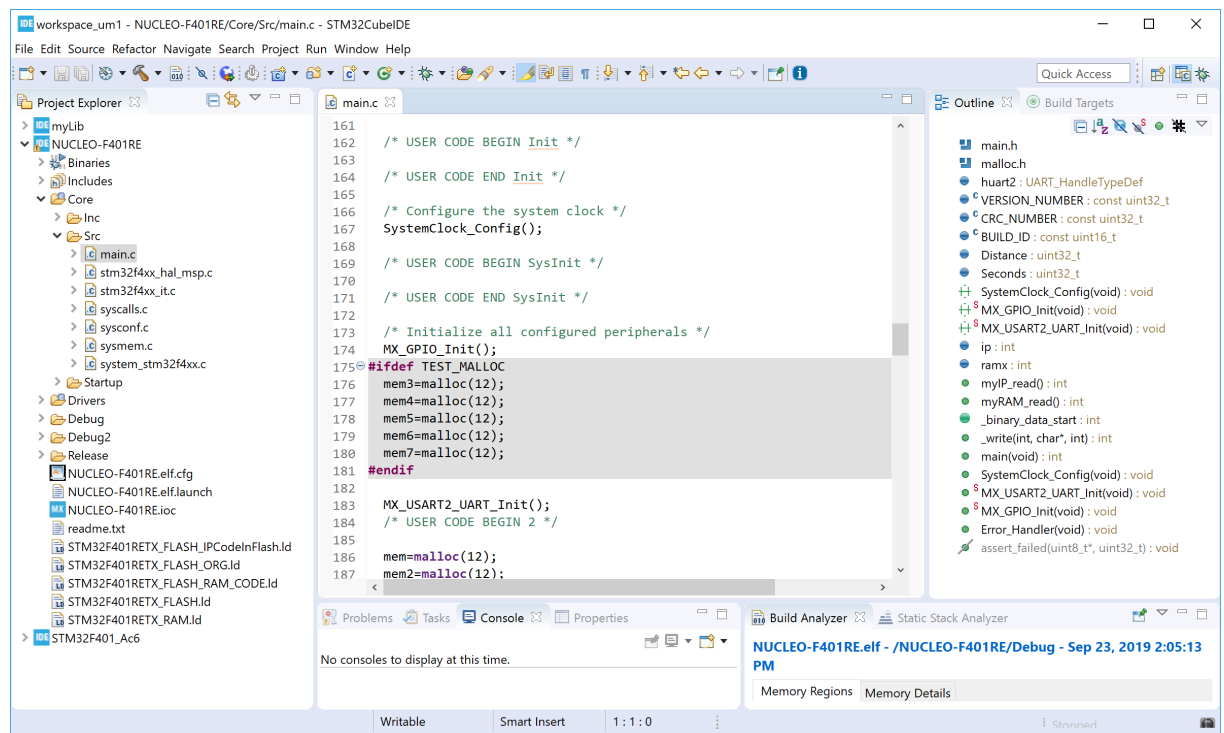 IDE workspace_um1 - NUCLEO-F401RE/Core/Src/main.c - STM32CubeIDE
File Edit Source Refactor Navigate Search Project Run Window Help
Quick Access
Project Explorer
IDE myLib
IDE NUCLEO-F401RE
Binaries
Includes
Core
Inc
Src
main.c
stm32f4xx_hal_msp.c
stm32f4xx_it.c
syscalls.c
sysconf.c
sysmem.c
system_stm32f4xx.c
Startup
Drivers
Debug
Debug2
Release
NUCLEO-F401RE.elf.cfg
NUCLEO-F401RE.elf.launch
MX NUCLEO-F401RE.ioc
readme.txt
STM32F401RETX_FLASH_IPCodeInFlash.ld
STM32F401RETX_FLASH_ORG.ld
STM32F401RETX_FLASH_RAM_CODE.ld
STM32F401RETX_FLASH.ld
STM32F401RETX_RAM.ld
IDE STM32F401_Ac6
main.c
161
162 /* USER CODE BEGIN Init */
163
164 /* USER CODE END Init */
165
166 /* Configure the system clock */
167 SystemClock_Config();
168
169 /* USER CODE BEGIN SysInit */
170
171 /* USER CODE END SysInit */
172
173 /* Initialize all configured peripherals */
174 MX_GPIO_Init();
175 #ifdef TEST_MALLOC
176 mem3=malloc(12);
177 mem4=malloc(12);
178 mem5=malloc(12);
179 mem6=malloc(12);
180 mem7=malloc(12);
181 #endif
182
183 MX_USART2_UART_Init();
184 /* USER CODE BEGIN 2 */
185
186 mem=malloc(12);
187 mem2=malloc(12);
Outline Build Targets
main.h
malloc.h
huart2 : UART_HandleTypeDef
VERSION_NUMBER : const uint32_t
CRC_NUMBER : const uint32_t
BUILD_ID : const uint16_t
Distance : uint32_t
Seconds : uint32_t
SystemClock_Config(void) : void
MX_GPIO_Init(void) : void
MX_USART2_UART_Init(void) : void
ip : int
ramx : int
myIP_read() : int
myRAM_read() : int
_binary_data_start : int
_write(int, char*, int) : int
main(void) : int
SystemClock_Config(void) : void
MX_USART2_UART_Init(void) : void
MX_GPIO_Init(void) : void
Error_Handler(void) : void
assert_failed(uint8_t*, uint32_t) : void
Problems Tasks Console Properties
No consoles to display at this time.
Build Analyzer Static Stack Analyzer
NUCLEO-F401RE.elf - /NUCLEO-F401RE/Debug - Sep 23, 2019 2:05:13
PM
Memory Regions Memory Details
Writable Smart Insert 1 : 1 : 0 Stopped